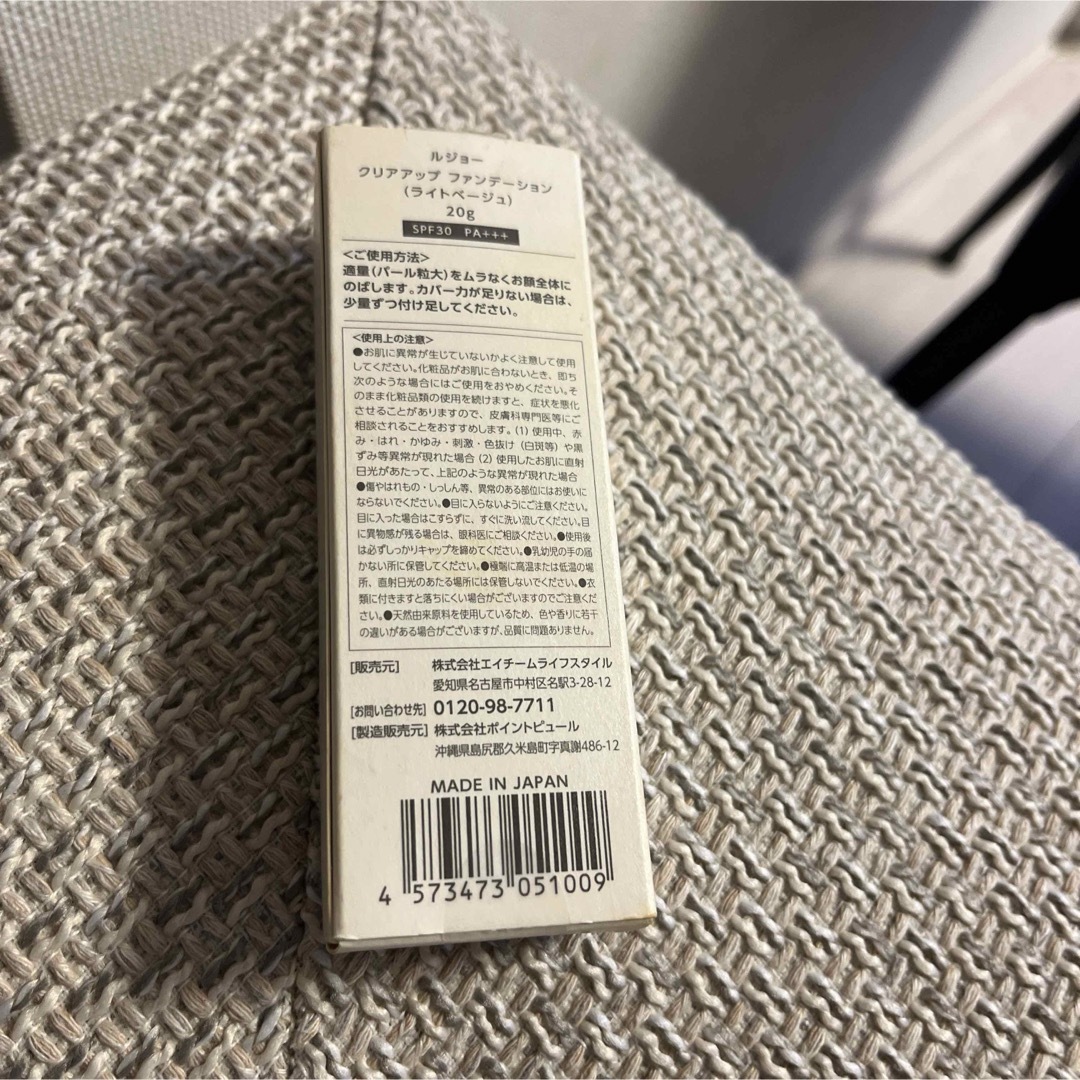 ルジョー
クリアアップ ファンデーション
(ライトベージュ)
20g
SPF30 PA+++
<ご使用方法>
適量(パール粒大)をムラなくお顔全体に
のばします。カバー力が足りない場合は、
少量ずつ付け足してください。
<使用上の注意>
●お肌に異常が生じていないかよく注意して使用
してください。化粧品がお肌に合わないとき、即ち
次のような場合にはご使用をおやめください。そ
のまま化粧品類の使用を続けますと、症状を悪化
させることがありますので、皮膚科専門医等にご
相談されることをおすすめします。(1) 使用中、赤
み・はれ・かゆみ・刺激・色抜け(白斑等)や黒
ずみ等異常が現れた場合 (2) 使用したお肌に直射
日光があたって、上記のような異常が現れた場合
●傷やはれもの・しっしん等、異常のある部位にはお使いに
ならないでください。●目に入らないようにご注意ください。
目に入った場合はこすらずに、すぐに洗い流してください。目
に異物感が残る場合は、眼科医にご相談ください。●使用後
は必ずしっかりキャップを締めてください。●乳幼児の手の届
かない所に保管してください。●極端に高温または低温の場
所、直射日光のあたる場所には保管しないでください。●衣
類に付きますと落ちにくい場合がございますのでご注意くだ
さい。●天然由来原料を使用しているため、色や香りに若干
の違いがある場合がございますが、品質に問題ありません。
[販売元] 株式会社エイチームライフスタイル
愛知県名古屋市中村区名駅3-28-12
[お問い合わせ先] 0120-98-7711
[製造販売元] 株式会社ポイントピュール
沖縄県島尻郡久米島町字真謝486-12
MADE IN JAPAN
4 573473 051009